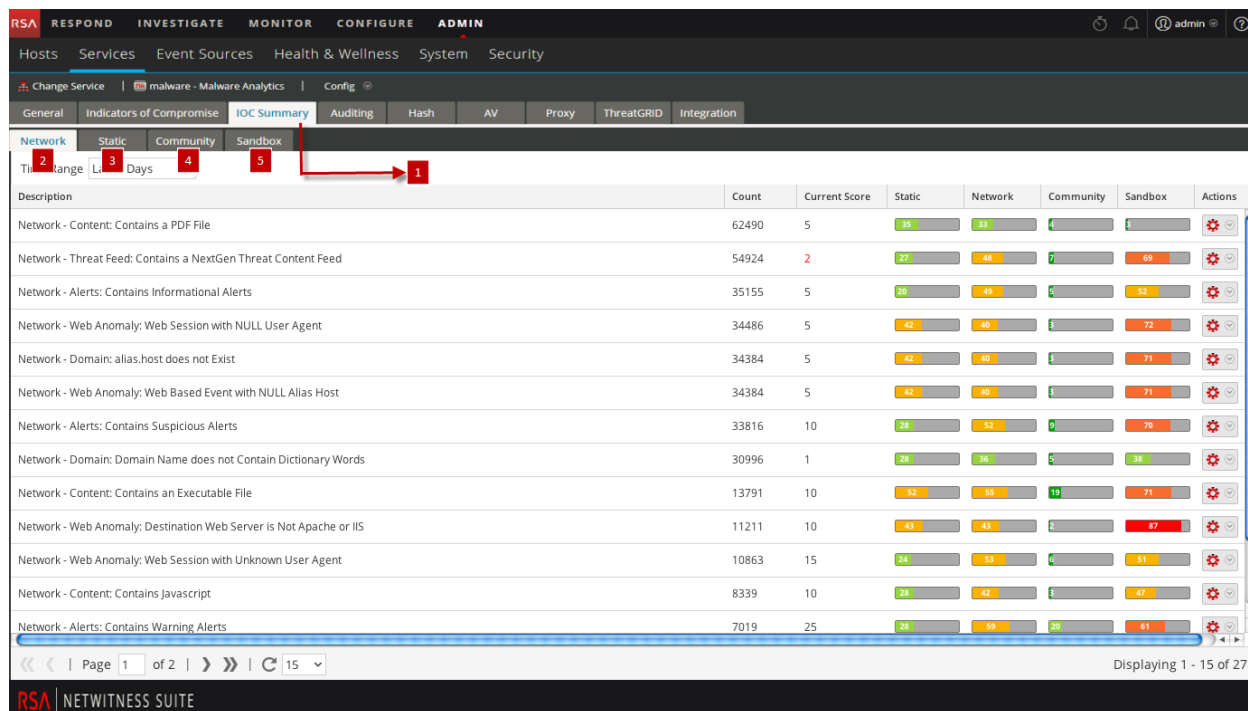 RSA RESPOND INVESTIGATE MONITOR CONFIGURE ADMIN admin
Hosts Services Event Sources Health & Wellness System Security
Change Service | malware - Malware Analytics | Config
General Indicators of Compromise IOC Summary Auditing Hash AV Proxy ThreatGRID Integration
Network Static Community Sandbox
2 3 4 5 1
Range Days
Description Count Current Score Static Network Community Sandbox Actions
Network - Content: Contains a PDF File 62490 5 35 33 4 3
Network - Threat Feed: Contains a NextGen Threat Content Feed 54924 2 27 48 7 69
Network - Alerts: Contains Informational Alerts 35155 5 20 49 5 52
Network - Web Anomaly: Web Session with NULL User Agent 34486 5 42 40 3 72
Network - Domain: alias.host does not Exist 34384 5 42 40 3 71
Network - Web Anomaly: Web Based Event with NULL Alias Host 34384 5 42 40 3 71
Network - Alerts: Contains Suspicious Alerts 33816 10 28 52 9 70
Network - Domain: Domain Name does not Contain Dictionary Words 30996 1 28 36 5 38
Network - Content: Contains an Executable File 13791 10 52 55 19 71
Network - Web Anomaly: Destination Web Server is Not Apache or IIS 11211 10 43 43 2 87
Network - Web Anomaly: Web Session with Unknown User Agent 10863 15 24 53 6 51
Network - Content: Contains Javascript 8339 10 28 42 3 47
Network - Alerts: Contains Warning Alerts 7019 25 28 59 20 61
| Page 1 of 2 | | 15 Displaying 1 - 15 of 27
RSA NETWITNESS SUITE